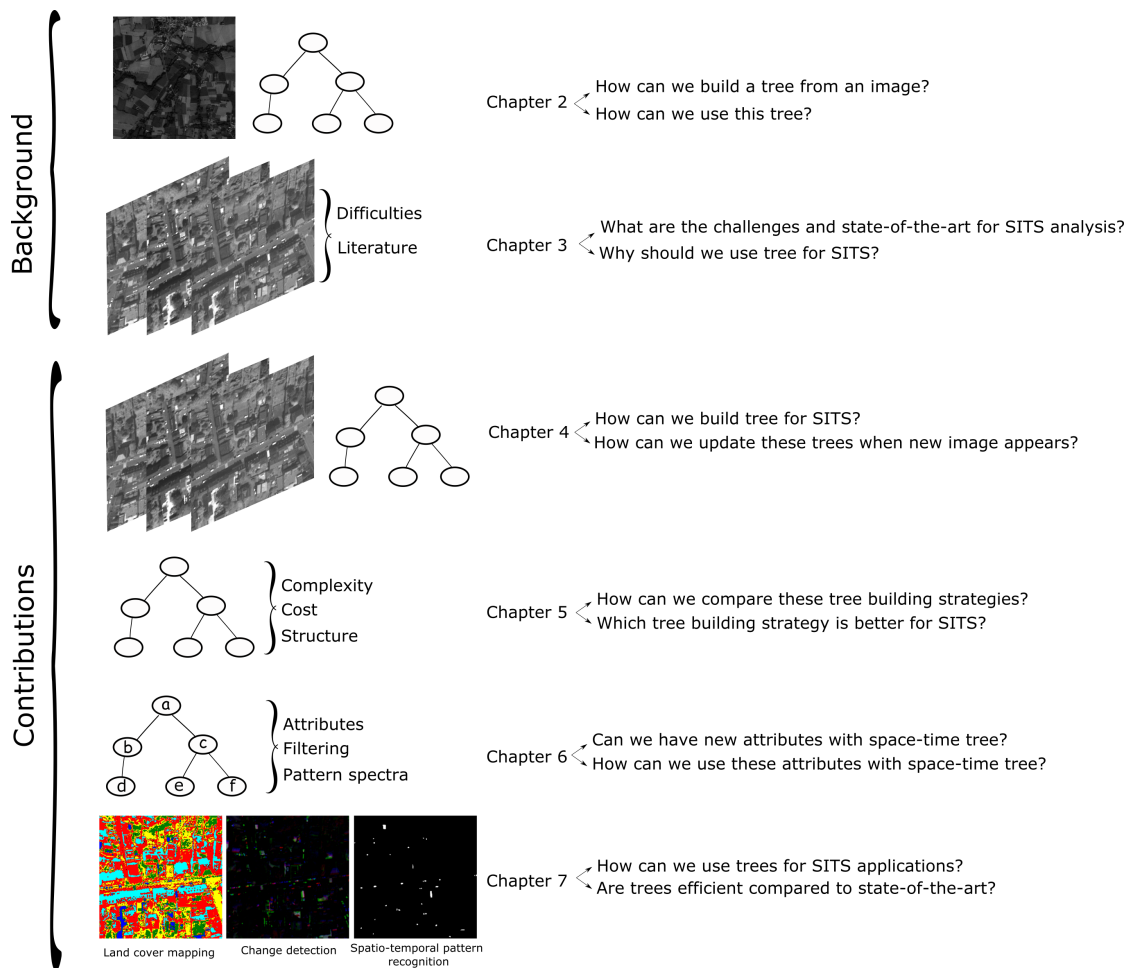 Background
Chapter 2
How can we build a tree from an image?
How can we use this tree?
Difficulties
Literature
Chapter 3
What are the challenges and state-of-the-art for SITS analysis?
Why should we use tree for SITS?
Contributions
Chapter 4
How can we build tree for SITS?
How can we update these trees when new image appears?
Complexity
Cost
Structure
Chapter 5
How can we compare these tree building strategies?
Which tree building strategy is better for SITS?
a
b
c
d
e
f
Attributes
Filtering
Pattern spectra
Chapter 6
Can we have new attributes with space-time tree?
How can we use these attributes with space-time tree?
Chapter 7
How can we use trees for SITS applications?
Are trees efficient compared to state-of-the-art?
Land cover mapping
Change detection
Spatio-temporal pattern
recognition